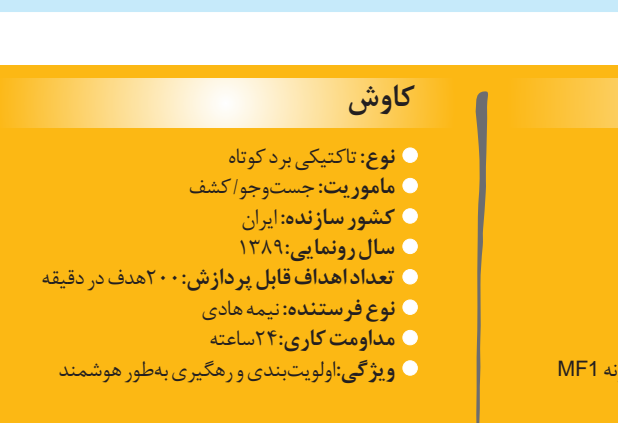 کاوش
نوع: تاکتیکی برد کوتاه
ماموریت: جست‌وجو/کشف
کشور سازنده: ایران
سال رونمایی: ۱۳۸۹
تعداد اهداف قابل پردازش: ۲۰۰هدف در دقیقه
نوع فرستنده: نیمه هادی
مداومت کاری: ۲۴ساعته
ویژگی: اولویت‌بندی و رهگیری به‌طور هوشمند
MF1